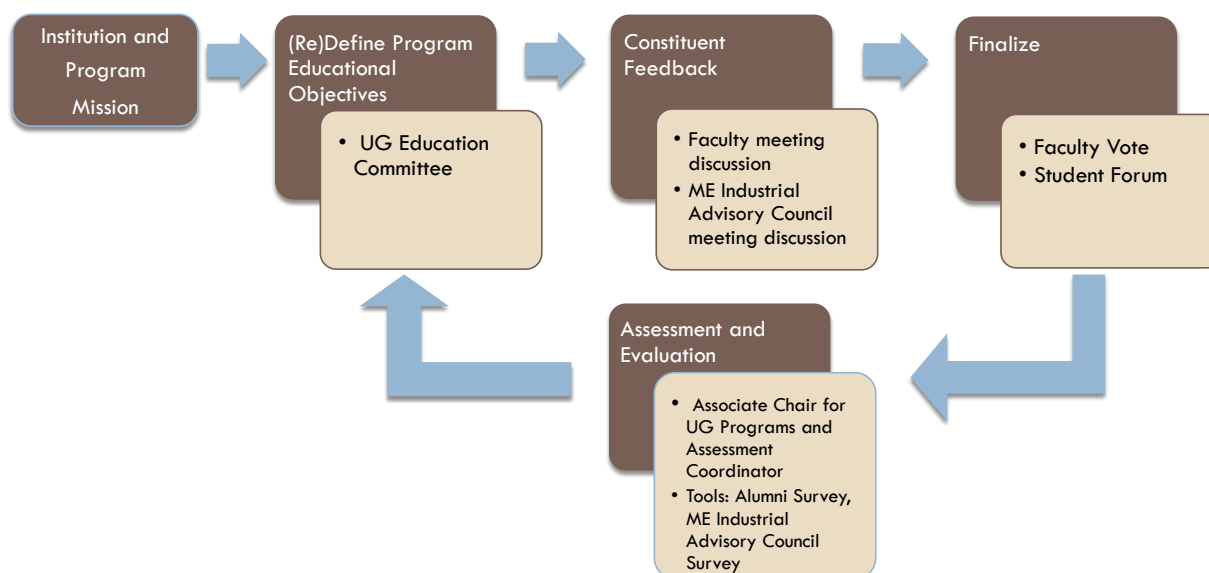 Institution and
Program
Mission
(Re)Define Program
Educational
Objectives
• UG Education
Committee
Constituent
Feedback
• Faculty meeting
discussion
• ME Industrial
Advisory Council
meeting discussion
Finalize
• Faculty Vote
• Student Forum
Assessment and
Evaluation
• Associate Chair for
UG Programs and
Assessment
Coordinator
• Tools: Alumni Survey,
ME Industrial
Advisory Council
Survey